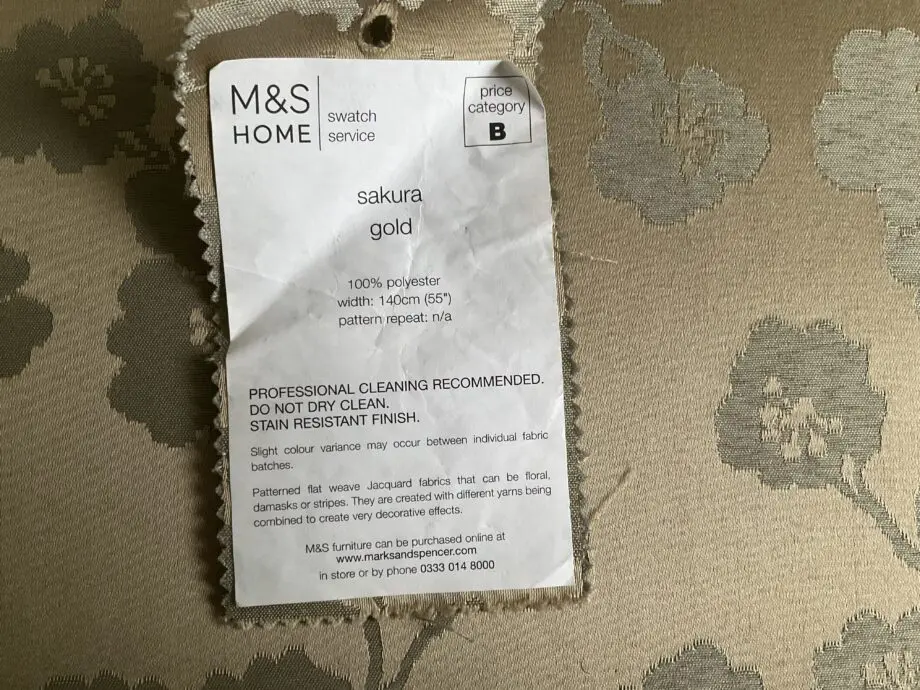 M&S
HOME
swatch
service
price
category
B
sakura
gold
100% polyester
width: 140cm (55")
pattern repeat: n/a
PROFESSIONAL CLEANING RECOMMENDED.
DO NOT DRY CLEAN.
STAIN RESISTANT FINISH.
Slight colour variance may occur between individual fabric
batches.
Patterned flat weave Jacquard fabrics that can be floral,
damasks or stripes. They are created with different yarns being
combined to create very decorative effects.
M&S furniture can be purchased online at
www.marksandspencer.com
in store or by phone 0333 014 8000